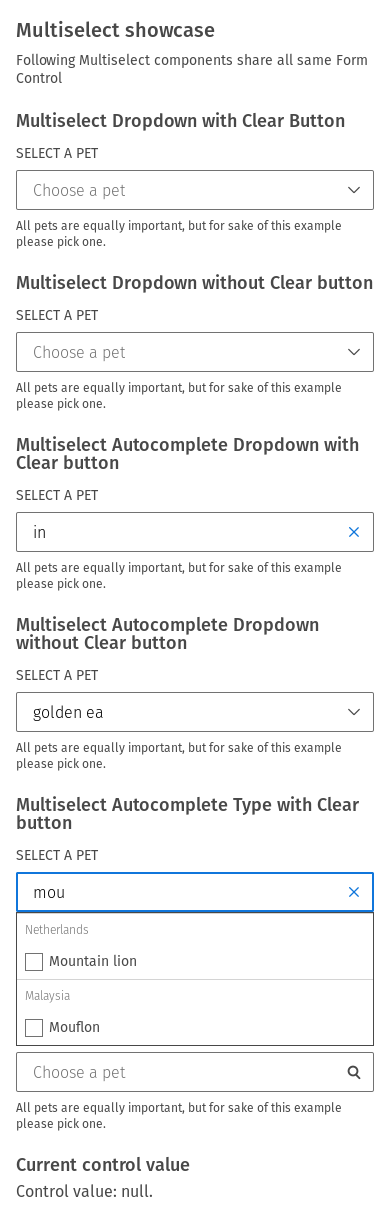 Multiselect showcase
Following Multiselect components share all same Form
Control
Multiselect Dropdown with Clear Button
SELECT A PET
Choose a pet
All pets are equally important, but for sake of this example
please pick one.
Multiselect Dropdown without Clear button
SELECT A PET
Choose a pet
All pets are equally important, but for sake of this example
please pick one.
Multiselect Autocomplete Dropdown with
Clear button
SELECT A PET
in
All pets are equally important, but for sake of this example
please pick one.
Multiselect Autocomplete Dropdown
without Clear button
SELECT A PET
golden ea
All pets are equally important, but for sake of this example
please pick one.
Multiselect Autocomplete Type with Clear
button
SELECT A PET
mou
Netherlands
Mountain lion
Malaysia
Mouflon
Choose a pet
All pets are equally important, but for sake of this example
please pick one.
Current control value
Control value: null.